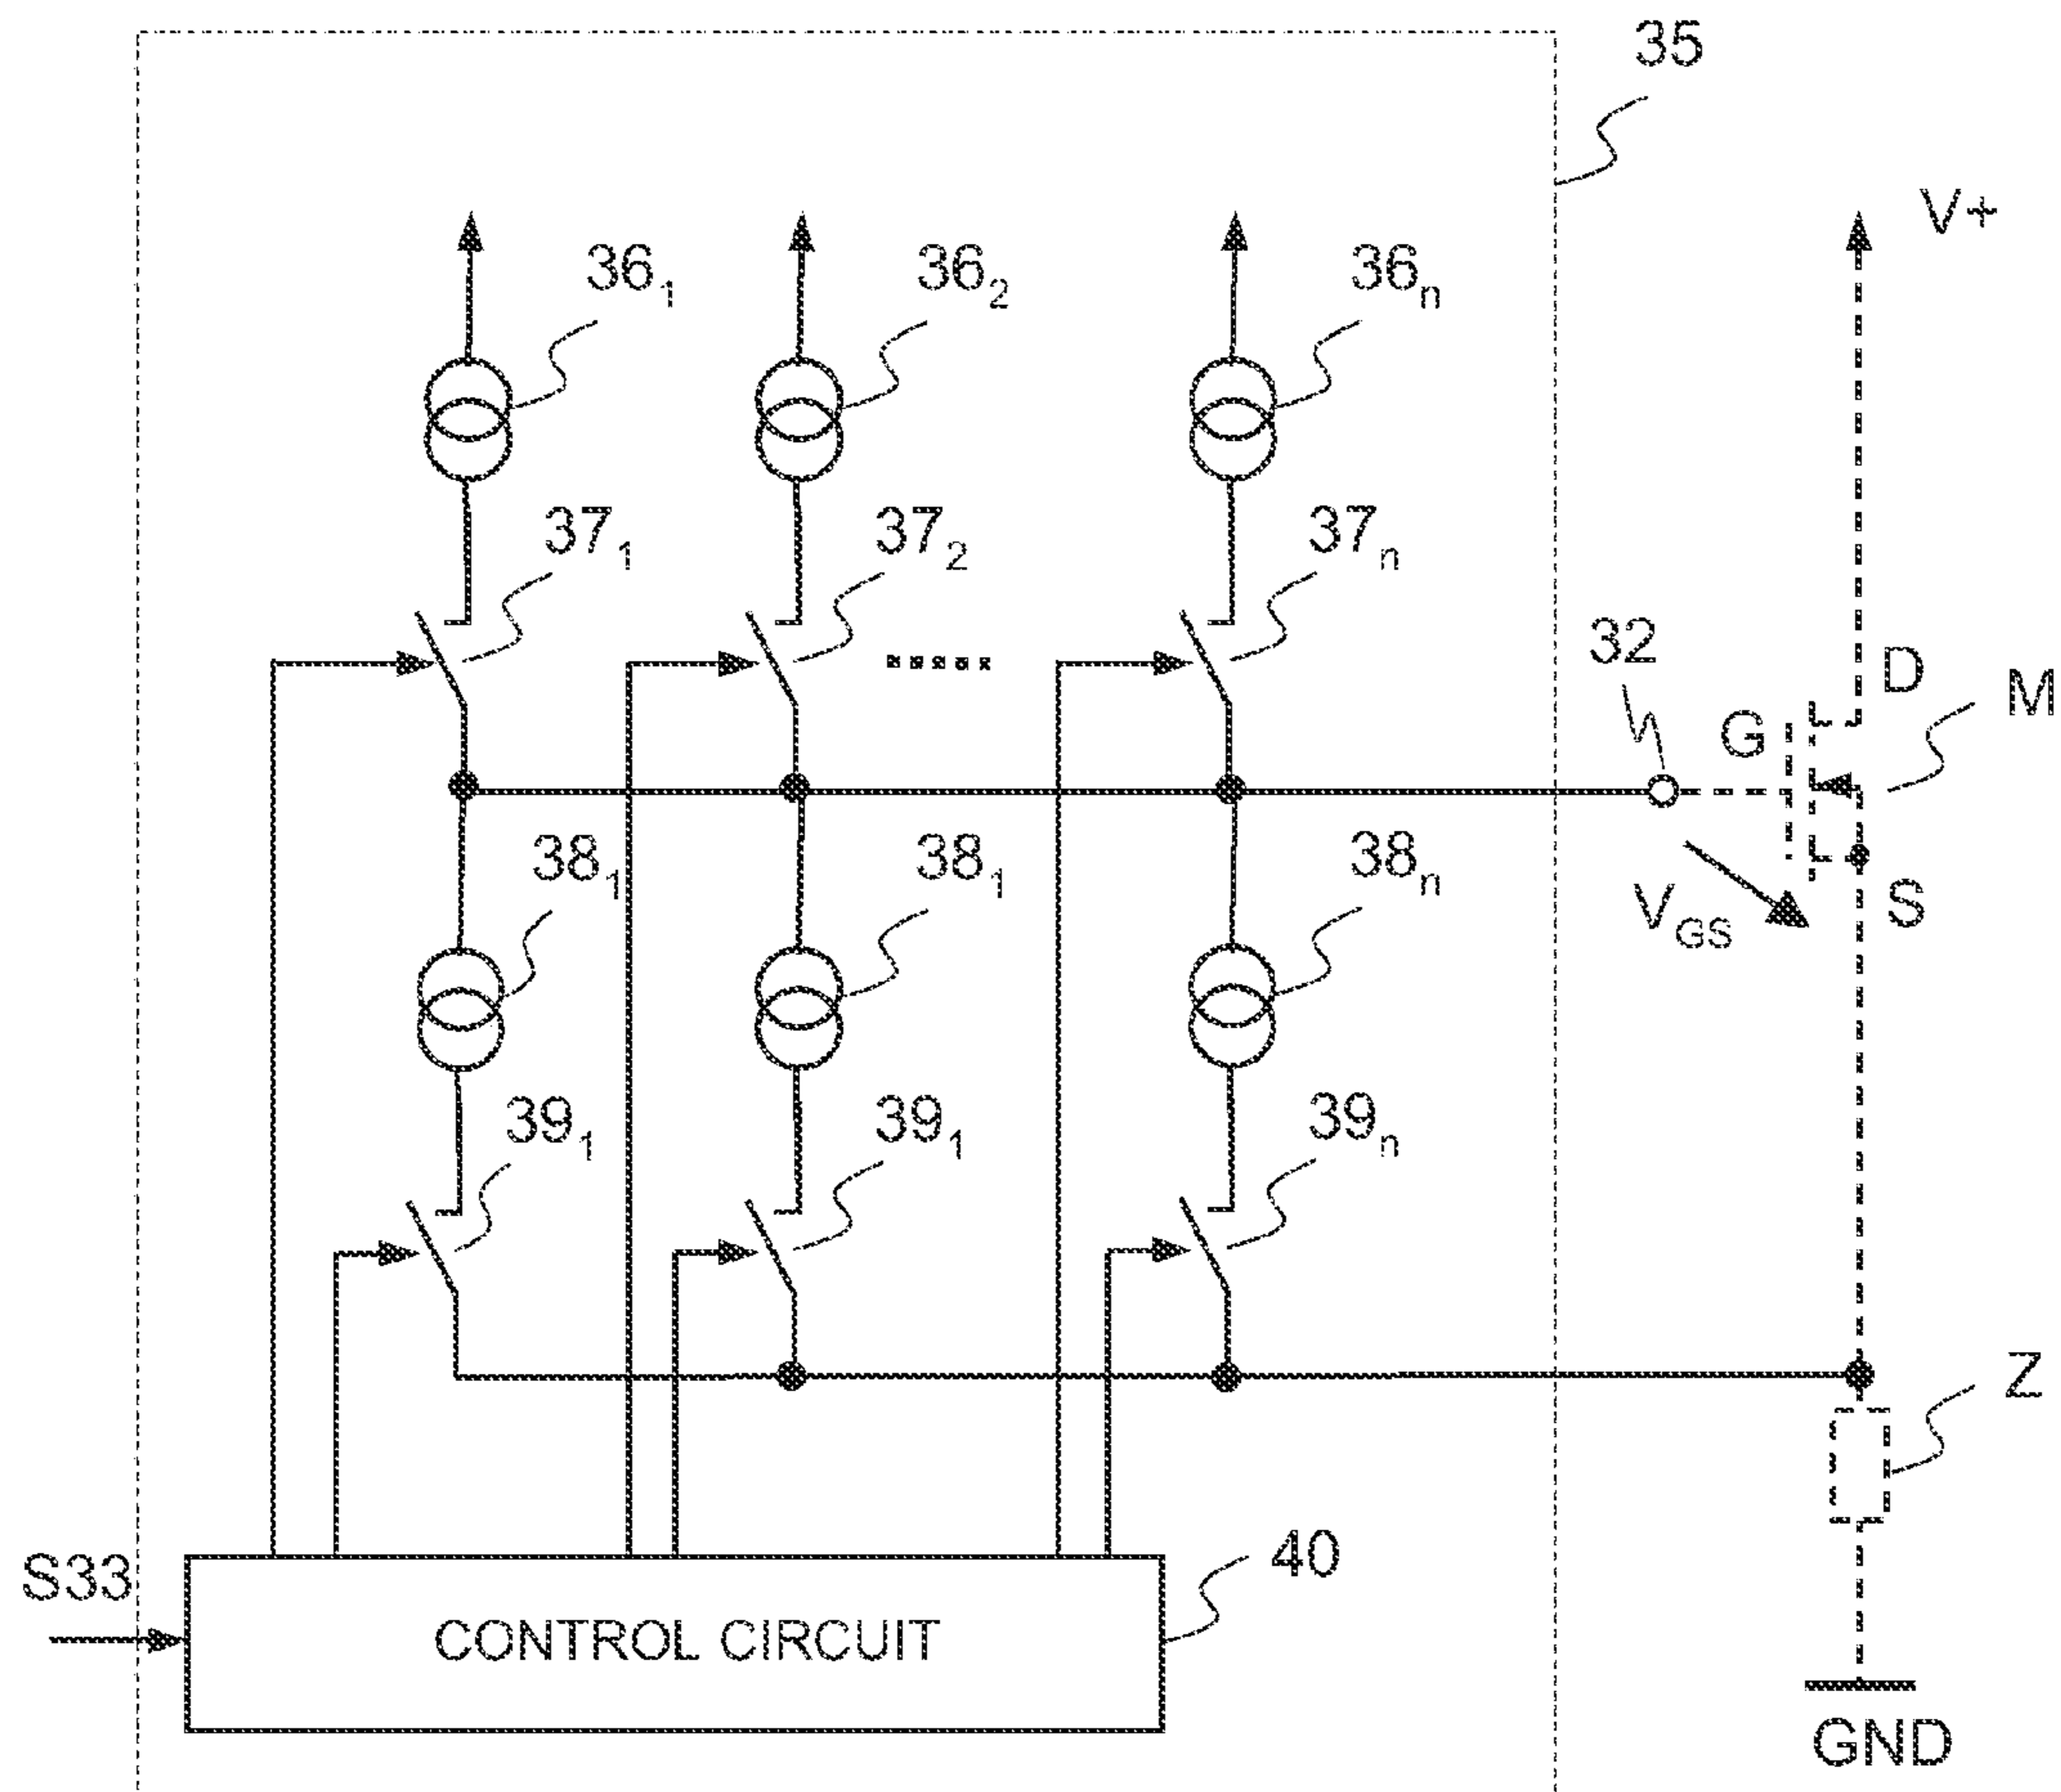 35
V+
36₁
36₂
36ₙ
37₁
37₂
37ₙ
32
D
M
G
38₁
38₁
38ₙ
V_GS
S
39₁
39₁
39ₙ
Z
S33
40
CONTROL CIRCUIT
GND